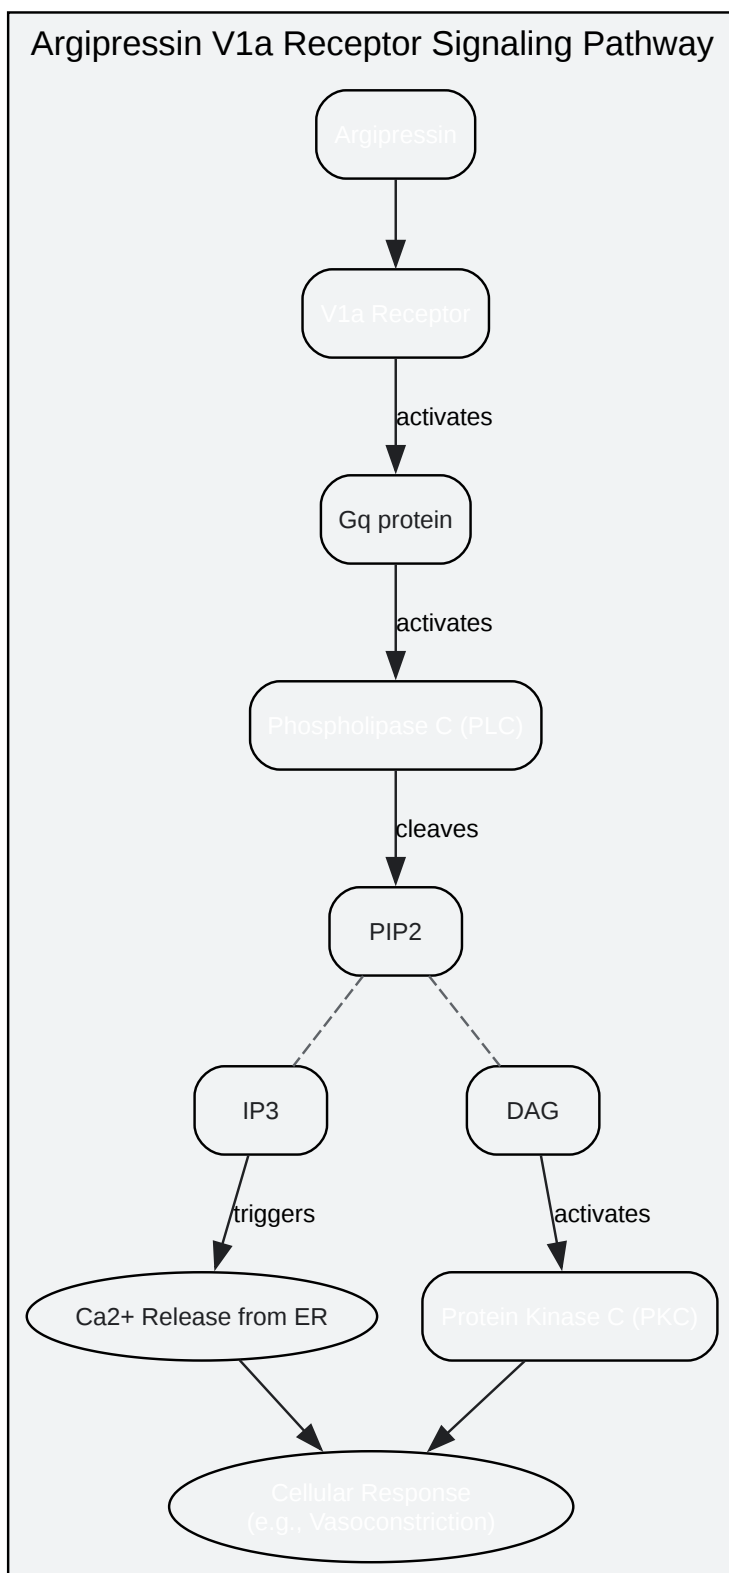 Argipressin V1a Receptor Signaling Pathway
Argipressin
V1a Receptor
activates
Gq protein
activates
Phospholipase C (PLC)
cleaves
PIP2
IP3
DAG
triggers
activates
Ca2+ Release from ER
Protein Kinase C (PKC)
Cellular Response
(e.g., Vasoconstriction)